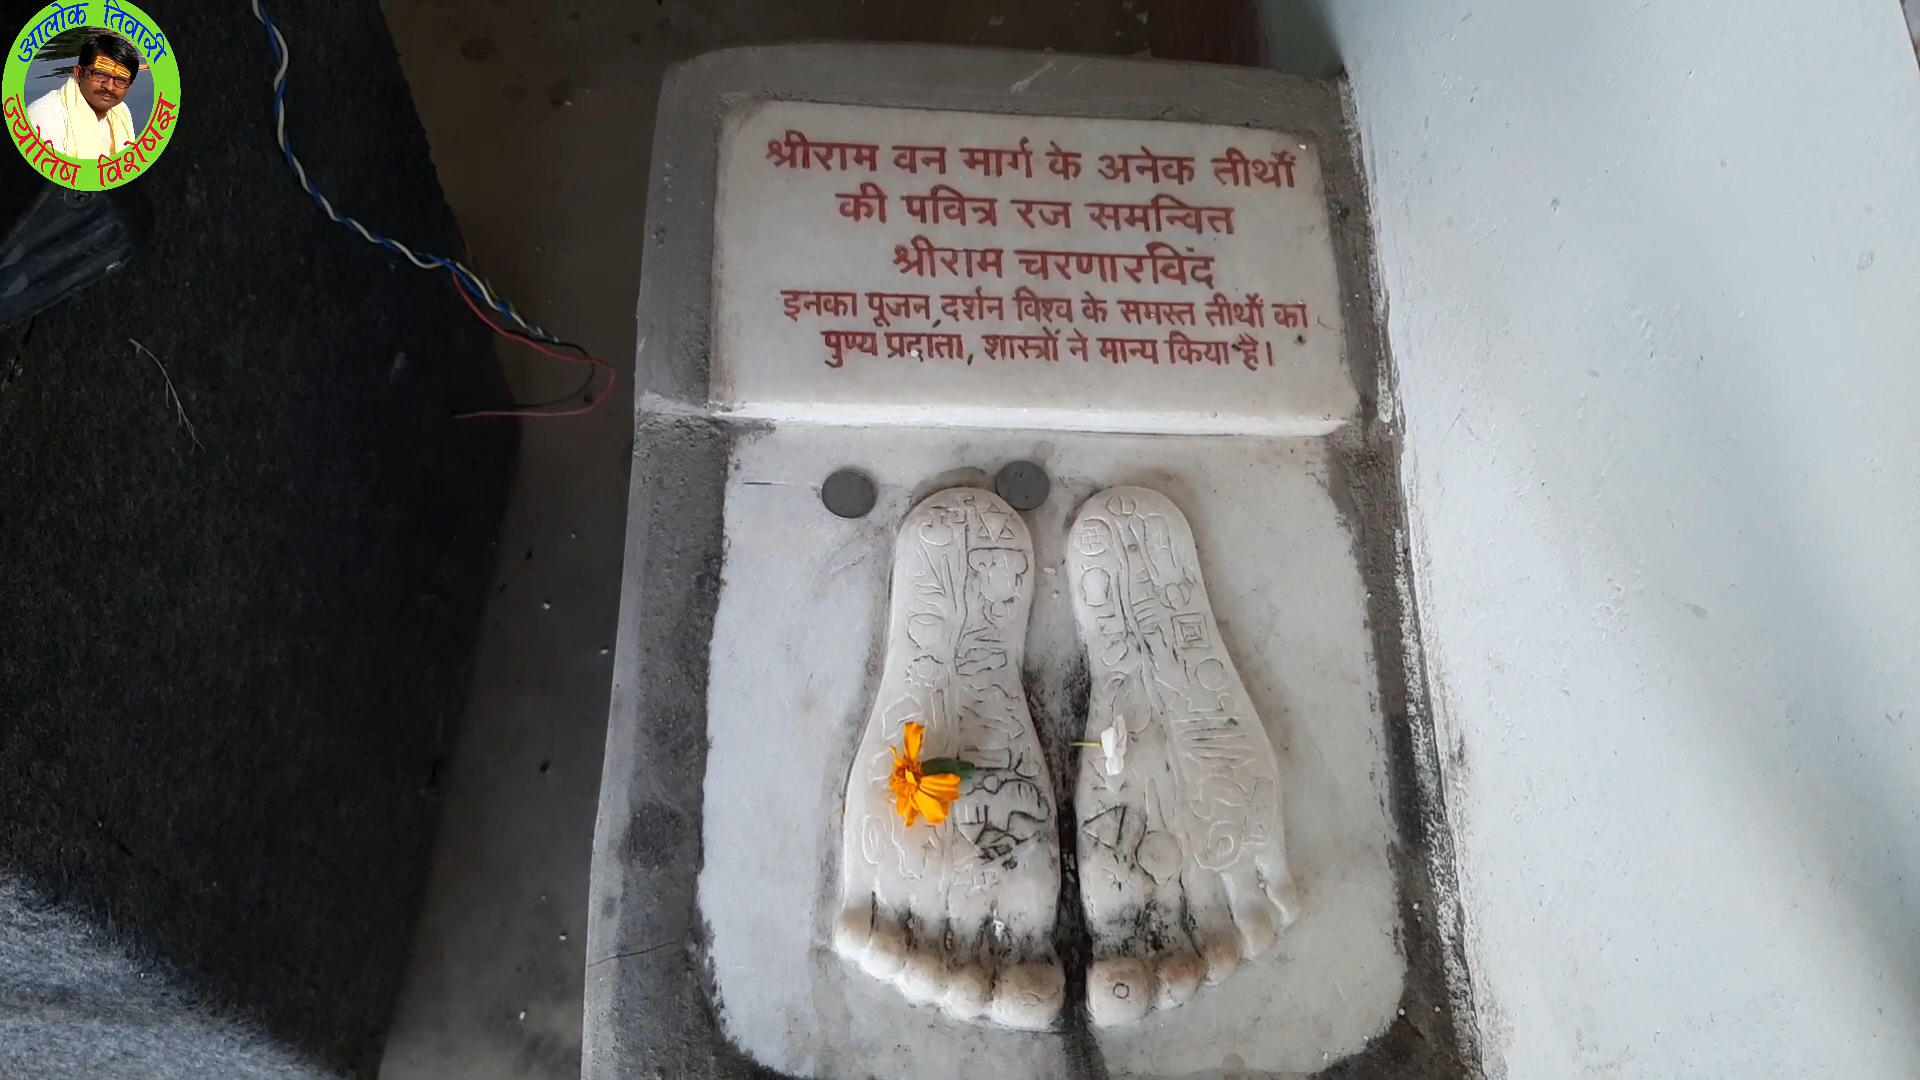 आलोक तिवारी
ज्योतिष विशेषज्ञ
श्रीराम वन मार्ग के अनेक तीर्थों
की पवित्र रज समन्वित
श्रीराम चरणारविंद
इनका पूजन, दर्शन विश्व के समस्त तीर्थों का
पुण्य प्रदाता, शास्त्रों ने मान्य किया है।